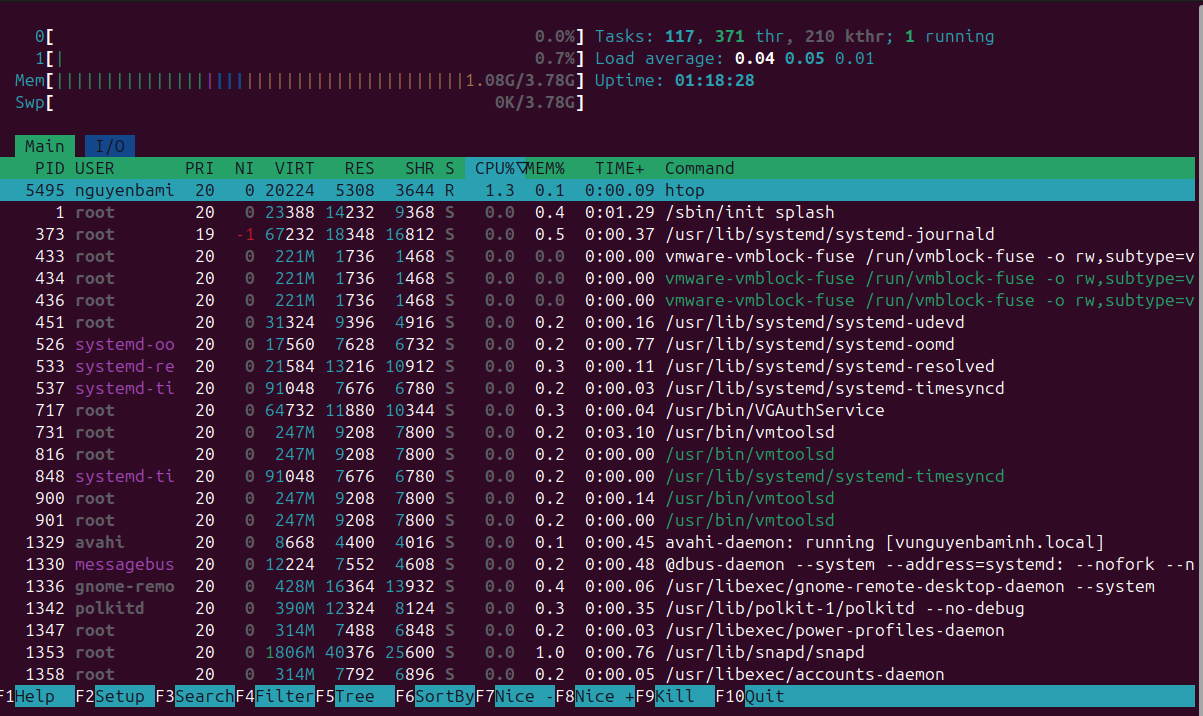 0[ 0.0%] Tasks: 117, 371 thr, 210 kthr; 1 running
1[| 0.7%] Load average: 0.04 0.05 0.01
Mem[|||||||||||||||||||||||||||||||||||||||||1.08G/3.78G] Uptime: 01:18:28
Swp[ 0K/3.78G]
Main I/O
PID USER PRI NI VIRT RES SHR S CPU%▽MEM% TIME+ Command
5495 nguyenbami 20 0 20224 5308 3644 R 1.3 0.1 0:00.09 htop
1 root 20 0 23388 14232 9368 S 0.0 0.4 0:01.29 /sbin/init splash
373 root 19 -1 67232 18348 16812 S 0.0 0.5 0:00.37 /usr/lib/systemd/systemd-journald
433 root 20 0 221M 1736 1468 S 0.0 0.0 0:00.00 vmware-vmblock-fuse /run/vmblock-fuse -o rw,subtype=v
434 root 20 0 221M 1736 1468 S 0.0 0.0 0:00.00 vmware-vmblock-fuse /run/vmblock-fuse -o rw,subtype=v
436 root 20 0 221M 1736 1468 S 0.0 0.0 0:00.00 vmware-vmblock-fuse /run/vmblock-fuse -o rw,subtype=v
451 root 20 0 31324 9396 4916 S 0.0 0.2 0:00.16 /usr/lib/systemd/systemd-udevd
526 systemd-oo 20 0 17560 7628 6732 S 0.0 0.2 0:00.77 /usr/lib/systemd/systemd-oomd
533 systemd-re 20 0 21584 13216 10912 S 0.0 0.3 0:00.11 /usr/lib/systemd/systemd-resolved
537 systemd-ti 20 0 91048 7676 6780 S 0.0 0.2 0:00.03 /usr/lib/systemd/systemd-timesyncd
717 root 20 0 64732 11880 10344 S 0.0 0.3 0:00.04 /usr/bin/VGAuthService
731 root 20 0 247M 9208 7800 S 0.0 0.2 0:03.10 /usr/bin/vmtoolsd
816 root 20 0 247M 9208 7800 S 0.0 0.2 0:00.00 /usr/bin/vmtoolsd
848 systemd-ti 20 0 91048 7676 6780 S 0.0 0.2 0:00.00 /usr/lib/systemd/systemd-timesyncd
900 root 20 0 247M 9208 7800 S 0.0 0.2 0:00.14 /usr/bin/vmtoolsd
901 root 20 0 247M 9208 7800 S 0.0 0.2 0:00.00 /usr/bin/vmtoolsd
1329 avahi 20 0 8668 4400 4016 S 0.0 0.1 0:00.45 avahi-daemon: running [vunguyenbaminh.local]
1330 messagebus 20 0 12224 7552 4608 S 0.0 0.2 0:00.48 @dbus-daemon --system --address=systemd: --nofork --n
1336 gnome-remo 20 0 428M 16364 13932 S 0.0 0.4 0:00.06 /usr/libexec/gnome-remote-desktop-daemon --system
1342 polkitd 20 0 390M 12324 8124 S 0.0 0.3 0:00.35 /usr/lib/polkit-1/polkitd --no-debug
1347 root 20 0 314M 7488 6848 S 0.0 0.2 0:00.03 /usr/libexec/power-profiles-daemon
1353 root 20 0 1806M 40376 25600 S 0.0 1.0 0:00.76 /usr/lib/snapd/snapd
1358 root 20 0 314M 7792 6896 S 0.0 0.2 0:00.05 /usr/libexec/accounts-daemon
F1Help F2Setup F3SearchF4FilterF5Tree F6SortByF7Nice -F8Nice +F9Kill F10Quit